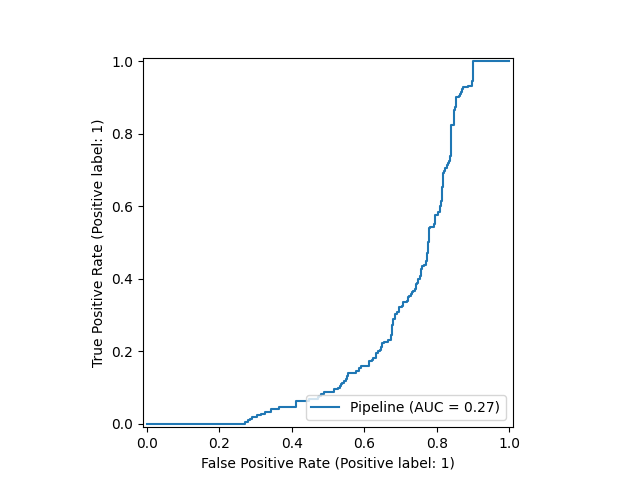 1.0
0.8
0.6
0.4
0.2
0.0
True Positive Rate (Positive label: 1)
Pipeline (AUC = 0.27)
0.0 0.2 0.4 0.6 0.8 1.0
False Positive Rate (Positive label: 1)